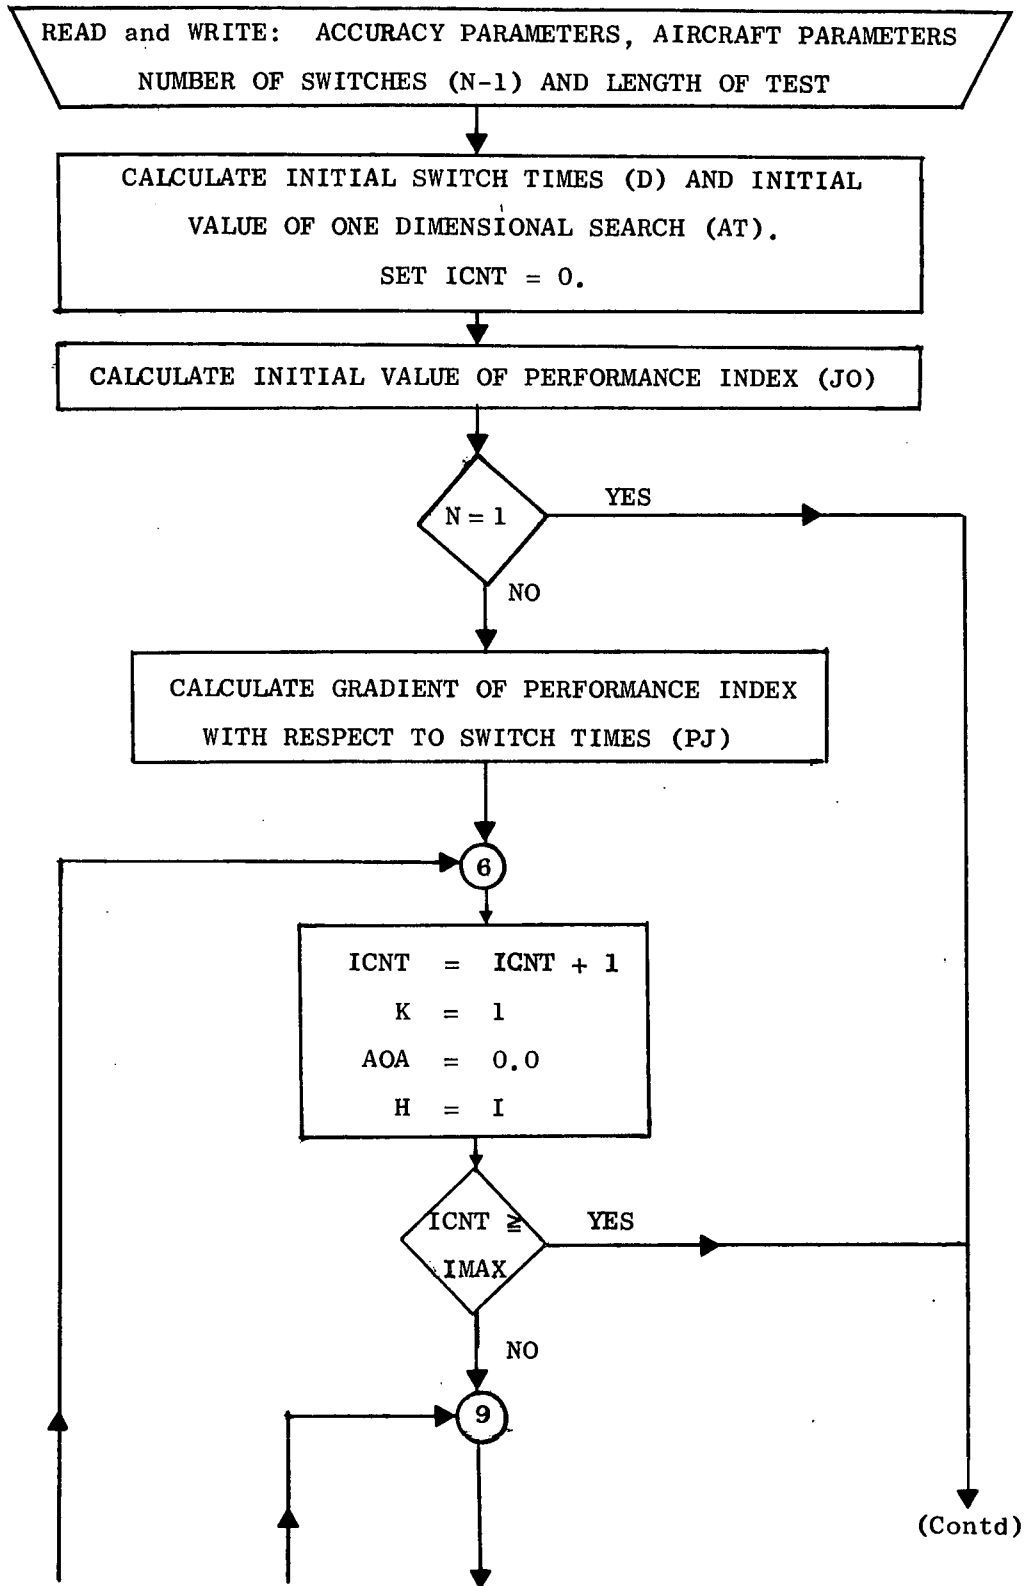 READ and WRITE: ACCURACY PARAMETERS, AIRCRAFT PARAMETERS
NUMBER OF SWITCHES (N-1) AND LENGTH OF TEST
CALCULATE INITIAL SWITCH TIMES (D) AND INITIAL
VALUE OF ONE DIMENSIONAL SEARCH (AT).
SET ICNT = 0.
CALCULATE INITIAL VALUE OF PERFORMANCE INDEX (JO)
N = 1
YES
NO
CALCULATE GRADIENT OF PERFORMANCE INDEX
WITH RESPECT TO SWITCH TIMES (PJ)
6
ICNT = ICNT + 1
K = 1
AOA = 0.0
H = I
ICNT ≧
IMAX
YES
NO
9
(Contd)